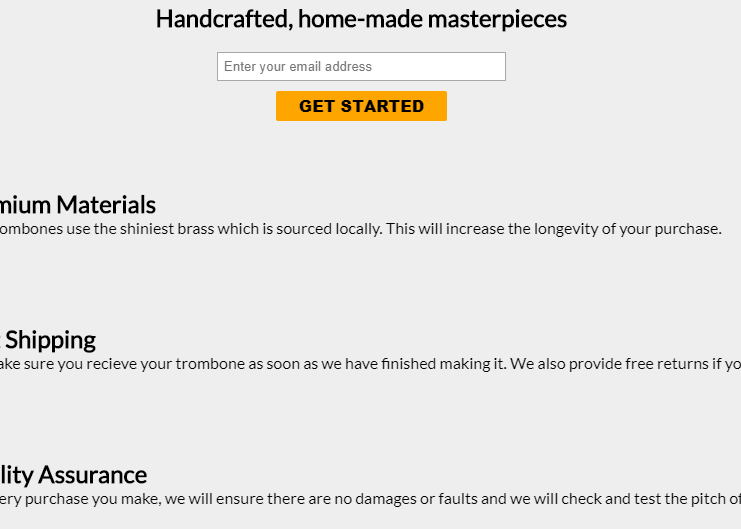 Handcrafted, home-made masterpieces
Enter your email address
GET STARTED
mium Materials
ombones use the shiniest brass which is sourced locally. This will increase the longevity of your purchase.
Shipping
ake sure you recieve your trombone as soon as we have finished making it. We also provide free returns if yo
lity Assurance
ery purchase you make, we will ensure there are no damages or faults and we will check and test the pitch of